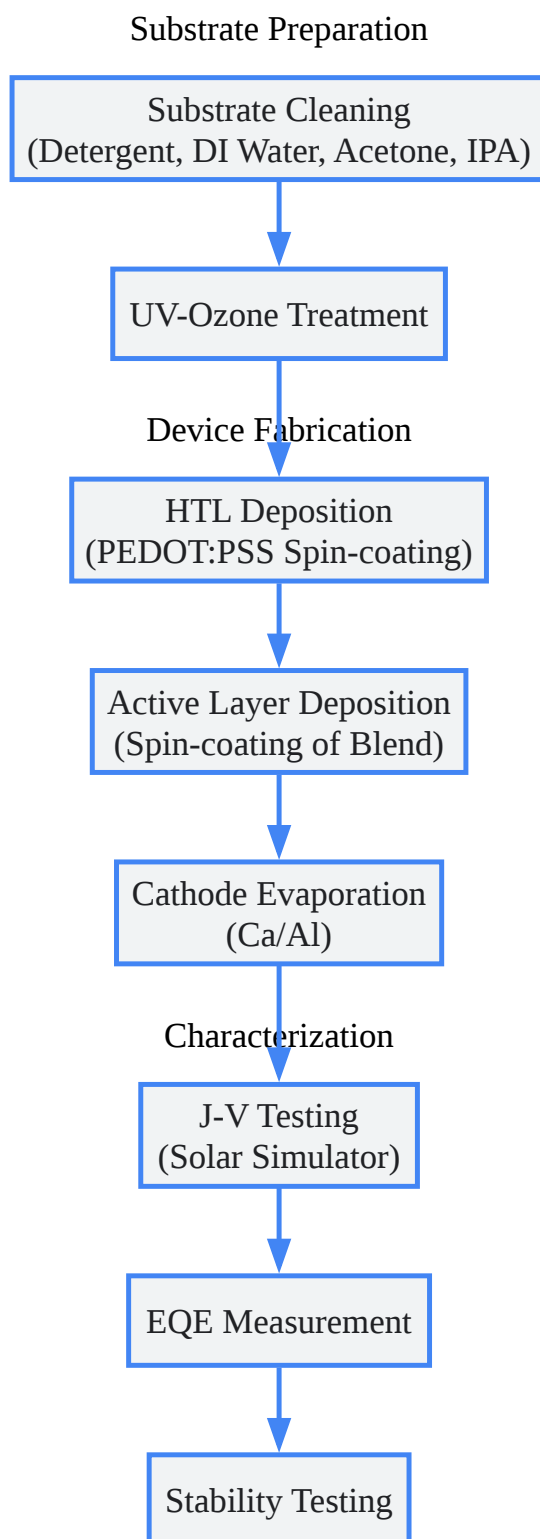 Substrate Preparation
Substrate Cleaning
(Detergent, DI Water, Acetone, IPA)
UV-Ozone Treatment
Device Fabrication
HTL Deposition
(PEDOT:PSS Spin-coating)
Active Layer Deposition
(Spin-coating of Blend)
Cathode Evaporation
(Ca/Al)
Characterization
J-V Testing
(Solar Simulator)
EQE Measurement
Stability Testing